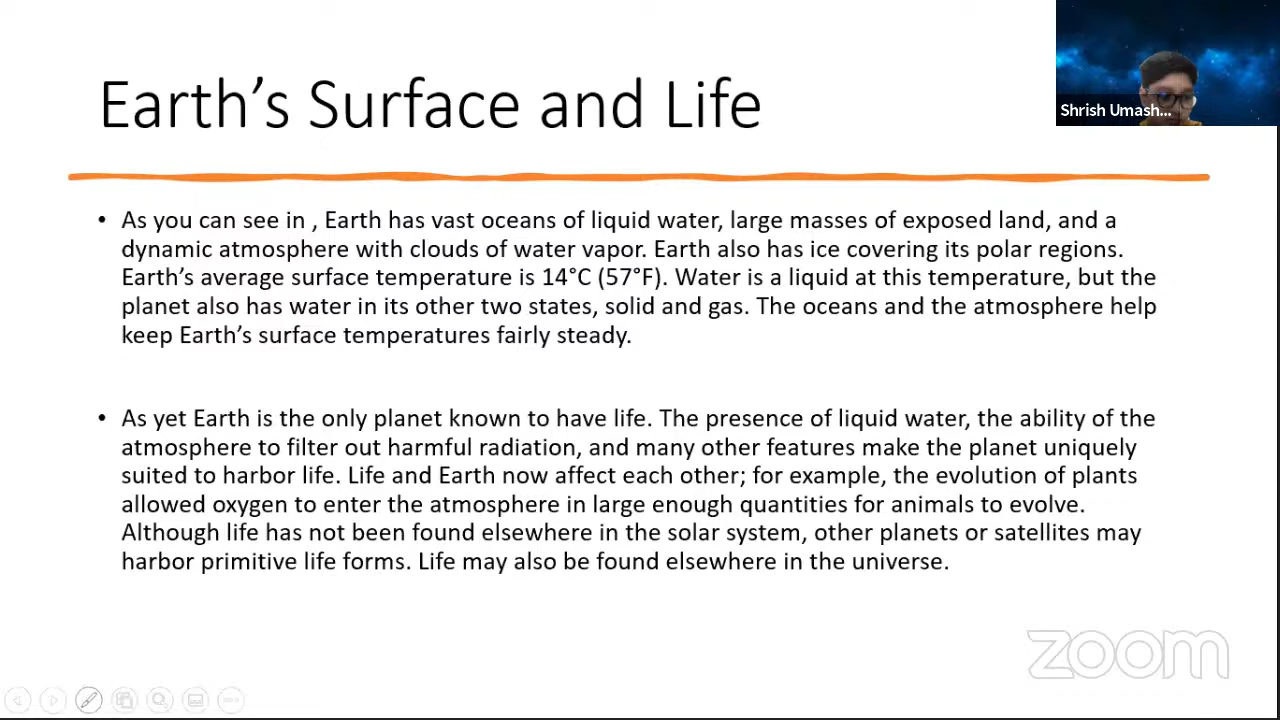 Earth's Surface and Life
Shrish Umash...
• As you can see in , Earth has vast oceans of liquid water, large masses of exposed land, and a
dynamic atmosphere with clouds of water vapor. Earth also has ice covering its polar regions.
Earth's average surface temperature is 14°C (57°F). Water is a liquid at this temperature, but the
planet also has water in its other two states, solid and gas. The oceans and the atmosphere help
keep Earth's surface temperatures fairly steady.
• As yet Earth is the only planet known to have life. The presence of liquid water, the ability of the
atmosphere to filter out harmful radiation, and many other features make the planet uniquely
suited to harbor life. Life and Earth now affect each other; for example, the evolution of plants
allowed oxygen to enter the atmosphere in large enough quantities for animals to evolve.
Although life has not been found elsewhere in the solar system, other planets or satellites may
harbor primitive life forms. Life may also be found elsewhere in the universe.
zoom